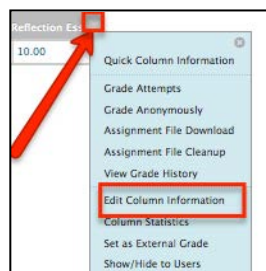 Reflection Es
10.00
Quick Column Information
Grade Attempts
Grade Anonymously
Assignment File Download
Assignment File Cleanup
View Grade History
Edit Column Information
Column Statistics
Set as External Grade
Show/Hide to Users